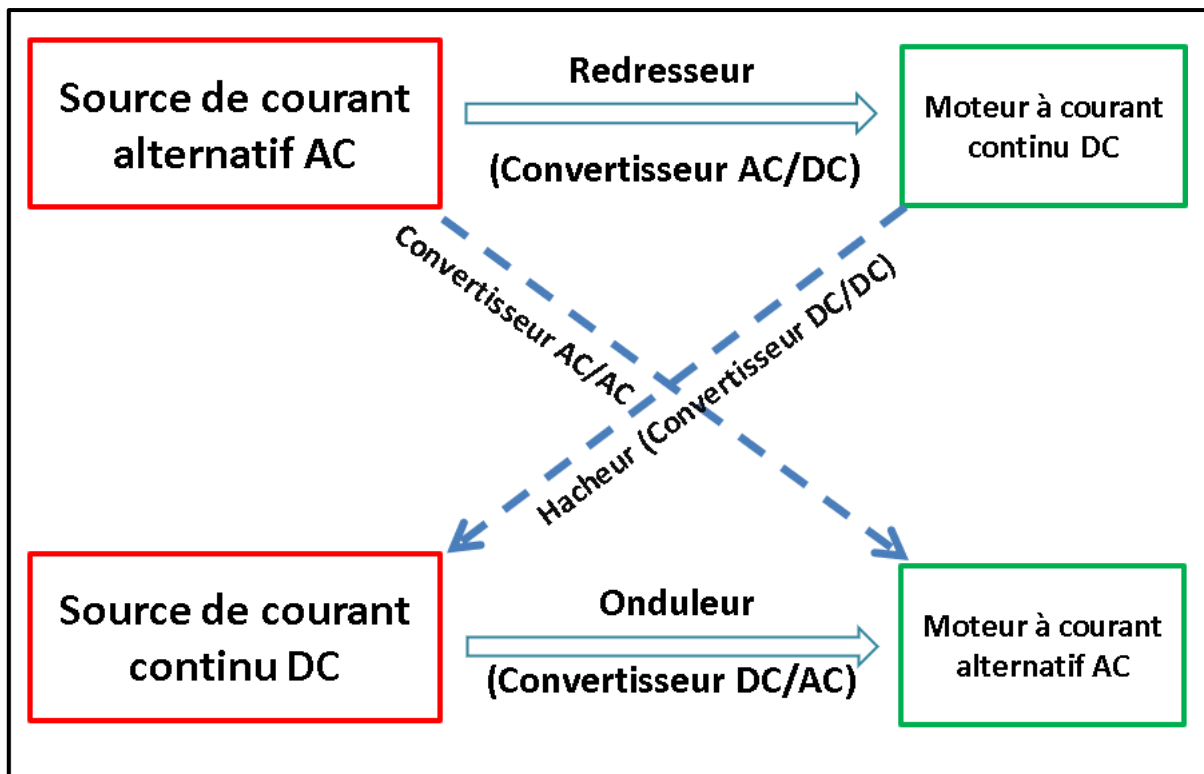 Source de courant
alternatif AC
Redresseur
(Convertisseur AC/DC)
Moteur à courant
continu DC
Convertisseur AC/AC
Hacheur (Convertisseur DC/DC)
Source de courant
continu DC
Onduleur
(Convertisseur DC/AC)
Moteur à courant
alternatif AC